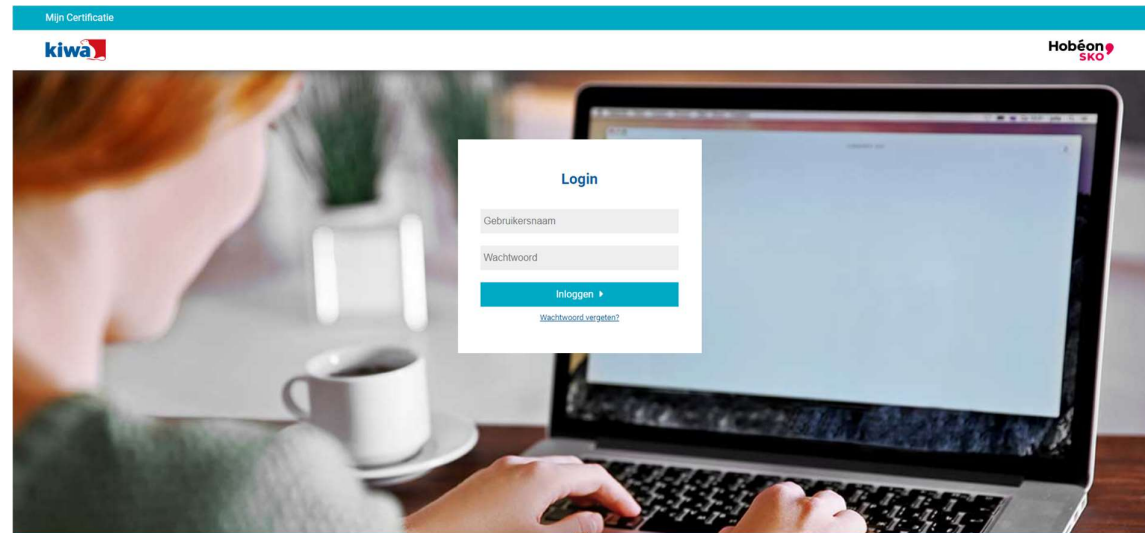 Mijn Certificatie
kiwa
Hobéon
SKO
Login
Gebruikersnaam
Wachtwoord
Inloggen
Wachtwoord vergeten?